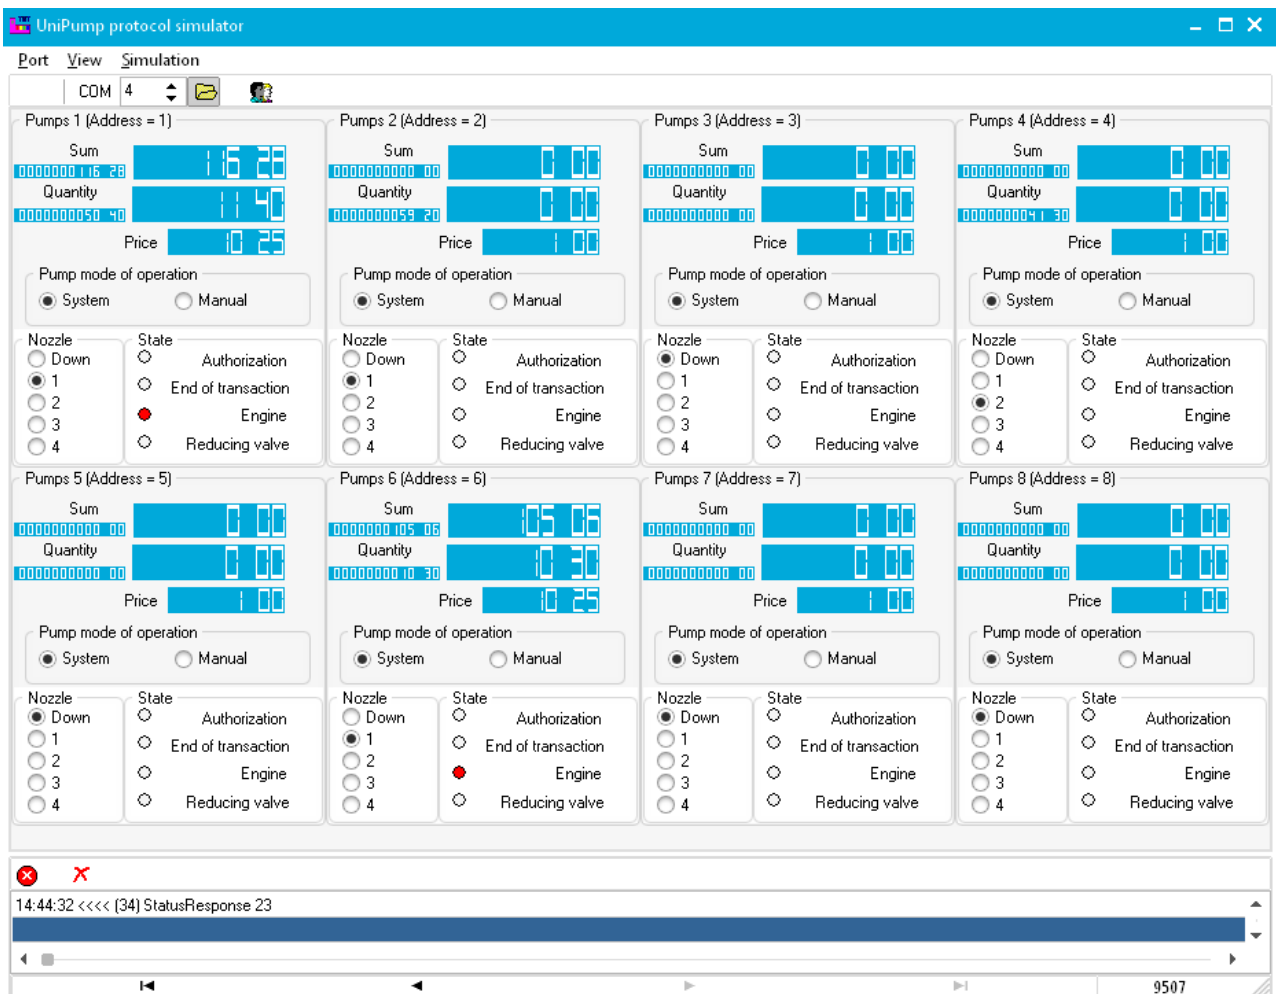 UniPump protocol simulator
Port View Simulation
COM 4
Pumps 1 (Address = 1) Pumps 2 (Address = 2) Pumps 3 (Address = 3) Pumps 4 (Address = 4)
Sum 116 28 Sum 0 00 Sum 0 00 Sum 0 00
0000000116 28 0000000000 00 0000000000 00 0000000000 00
Quantity 11 40 Quantity 0 00 Quantity 0 00 Quantity 0 00
0000000050 40 0000000059 20 0000000000 00 0000000041 30
Price 10 25 Price 1 00 Price 1 00 Price 1 00
Pump mode of operation Pump mode of operation Pump mode of operation Pump mode of operation
System Manual System Manual System Manual System Manual
Nozzle State Nozzle State Nozzle State Nozzle State
Down Authorization Down Authorization Down Authorization Down Authorization
1 End of transaction 1 End of transaction 1 End of transaction 1 End of transaction
2 2 2 2
3 Engine 3 Engine 3 Engine 3 Engine
4 Reducing valve 4 Reducing valve 4 Reducing valve 4 Reducing valve
Pumps 5 (Address = 5) Pumps 6 (Address = 6) Pumps 7 (Address = 7) Pumps 8 (Address = 8)
Sum 0 00 Sum 105 06 Sum 0 00 Sum 0 00
0000000000 00 0000000105 06 0000000000 00 0000000000 00
Quantity 0 00 Quantity 10 30 Quantity 0 00 Quantity 0 00
0000000000 00 0000000010 30 0000000000 00 0000000000 00
Price 1 00 Price 10 25 Price 1 00 Price 1 00
Pump mode of operation Pump mode of operation Pump mode of operation Pump mode of operation
System Manual System Manual System Manual System Manual
Nozzle State Nozzle State Nozzle State Nozzle State
Down Authorization Down Authorization Down Authorization Down Authorization
1 End of transaction 1 End of transaction 1 End of transaction 1 End of transaction
2 2 2 2
3 Engine 3 Engine 3 Engine 3 Engine
4 Reducing valve 4 Reducing valve 4 Reducing valve 4 Reducing valve
14:44:32 <<<< (34) StatusResponse 23
9507